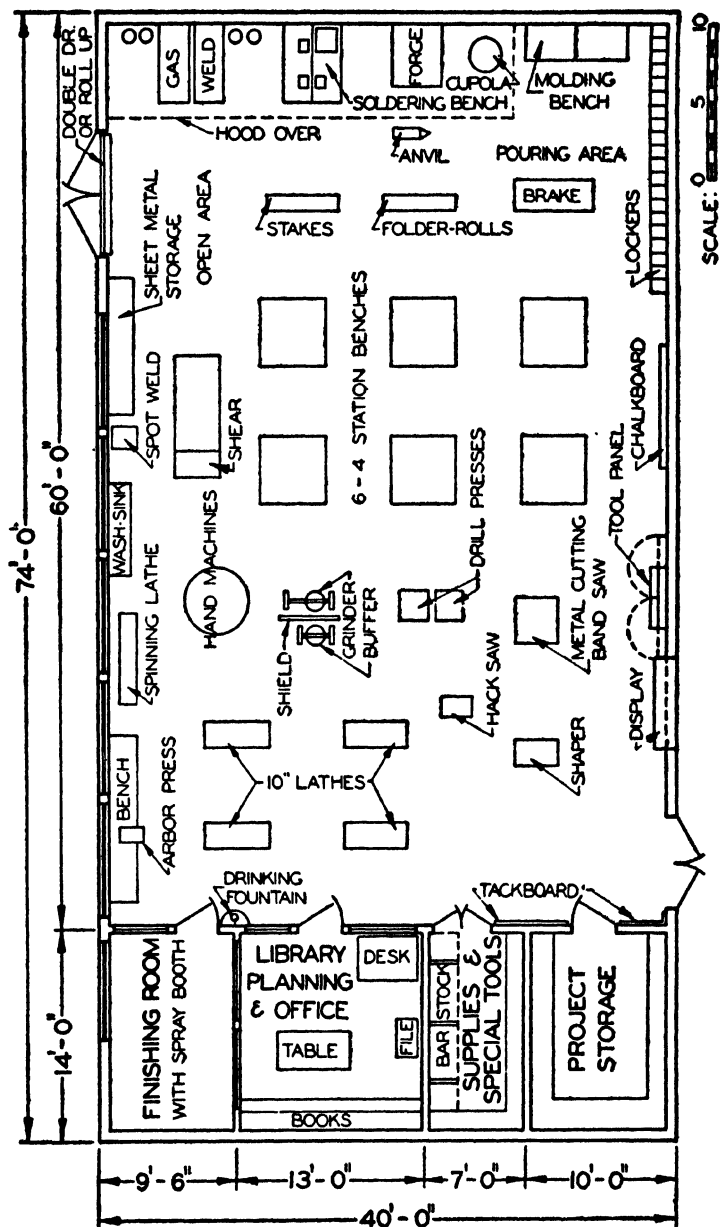 DOUBLE DR.
OR ROLL UP
GAS
WELD
FORGE
CUPOLA
SOLDERING BENCH
MOLDING
BENCH
HOOD OVER
ANVIL
POURING AREA
10
5
0
SCALE:
SHEET METAL
STORAGE
OPEN AREA
STAKES
FOLDER-ROLLS
BRAKE
LOCKERS
74'-0"
60'-0"
SPOT WELD
SHEAR
6-4 STATION BENCHES
CHALKBOARD
WASH-SINK
HAND MACHINES
DRILL PRESSES
TOOL PANEL
SPINNING LATHE
SHIELD
GRINDER
BUFFER
HACK SAW
METAL CUTTING
BAND SAW
DISPLAY
BENCH
ARBOR PRESS
10" LATHES
SHAPER
DRINKING
FOUNTAIN
TACKBOARD
14'-0"
FINISHING ROOM
WITH SPRAY BOOTH
LIBRARY
PLANNING
& OFFICE
DESK
TABLE
FILE
BOOKS
BAR STOCK
SUPPLIES &
SPECIAL TOOLS
PROJECT
STORAGE
9'-6"
13'-0"
7'-0"
10'-0"
40'-0"